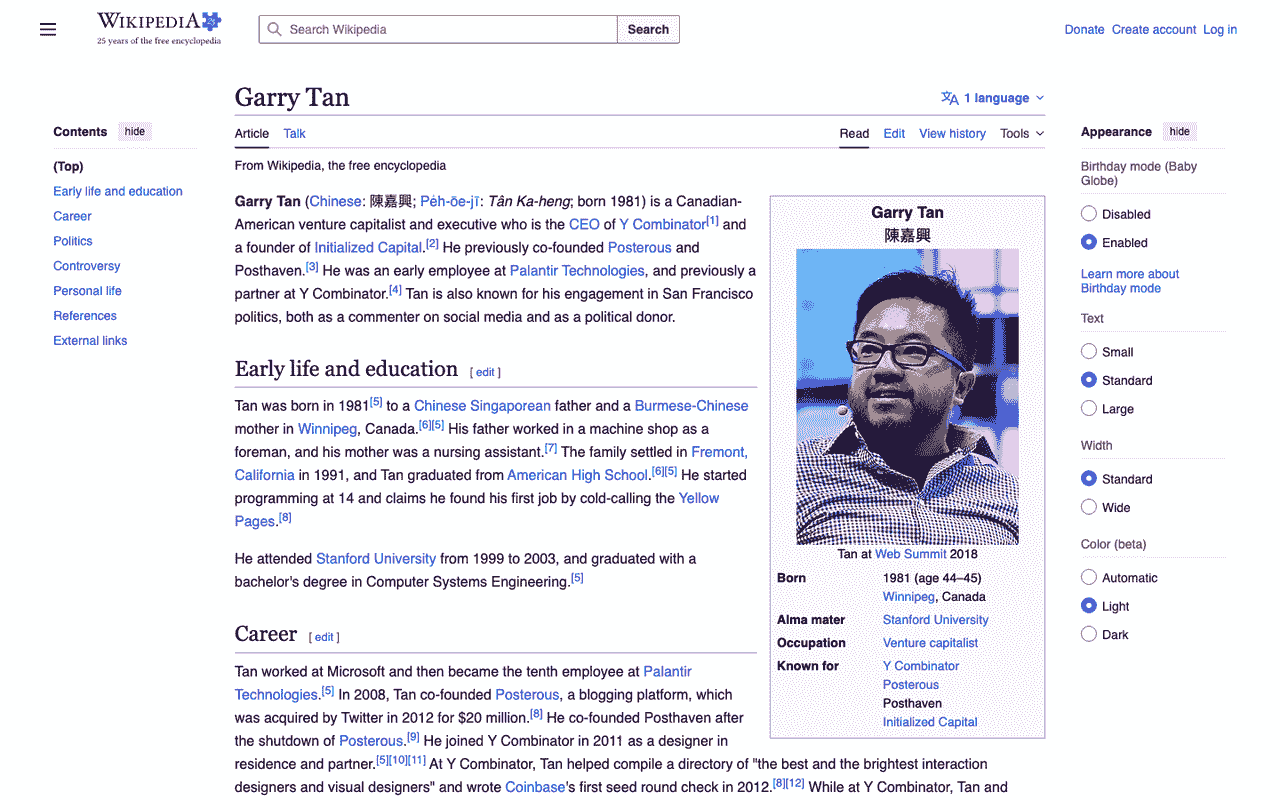 WIKIPEDIA 25
25 years of the free encyclopedia
Search Wikipedia
Search
Donate Create account Log in
Contents hide
(Top)
Early life and education
Career
Politics
Controversy
Personal life
References
External links
Garry Tan
1 language
Article Talk
Read Edit View history Tools
From Wikipedia, the free encyclopedia
Garry Tan (Chinese: 陳嘉興; Pe̍h-ōe-jī: Tân Ka-heng; born 1981) is a Canadian-
American venture capitalist and executive who is the CEO of Y Combinator[1] and
a founder of Initialized Capital.[2] He previously co-founded Posterous and
Posthaven.[3] He was an early employee at Palantir Technologies, and previously a
partner at Y Combinator.[4] Tan is also known for his engagement in San Francisco
politics, both as a commenter on social media and as a political donor.
Early life and education [ edit ]
Tan was born in 1981[5] to a Chinese Singaporean father and a Burmese-Chinese
mother in Winnipeg, Canada.[6][5] His father worked in a machine shop as a
foreman, and his mother was a nursing assistant.[7] The family settled in Fremont,
California in 1991, and Tan graduated from American High School.[6][5] He started
programming at 14 and claims he found his first job by cold-calling the Yellow
Pages.[8]
He attended Stanford University from 1999 to 2003, and graduated with a
bachelor's degree in Computer Systems Engineering.[5]
Career [ edit ]
Tan worked at Microsoft and then became the tenth employee at Palantir
Technologies.[5] In 2008, Tan co-founded Posterous, a blogging platform, which
was acquired by Twitter in 2012 for $20 million.[8] He co-founded Posthaven after
the shutdown of Posterous.[9] He joined Y Combinator in 2011 as a designer in
residence and partner.[5][10][11] At Y Combinator, Tan helped compile a directory of "the best and the brightest interaction
designers and visual designers" and wrote Coinbase's first seed round check in 2012.[8][12] While at Y Combinator, Tan and
Garry Tan
陳嘉興
Tan at Web Summit 2018
Born 1981 (age 44–45)
Winnipeg, Canada
Alma mater Stanford University
Occupation Venture capitalist
Known for Y Combinator
Posterous
Posthaven
Initialized Capital
Appearance hide
Birthday mode (Baby
Globe)
Disabled
Enabled
Learn more about
Birthday mode
Text
Small
Standard
Large
Width
Standard
Wide
Color (beta)
Automatic
Light
Dark